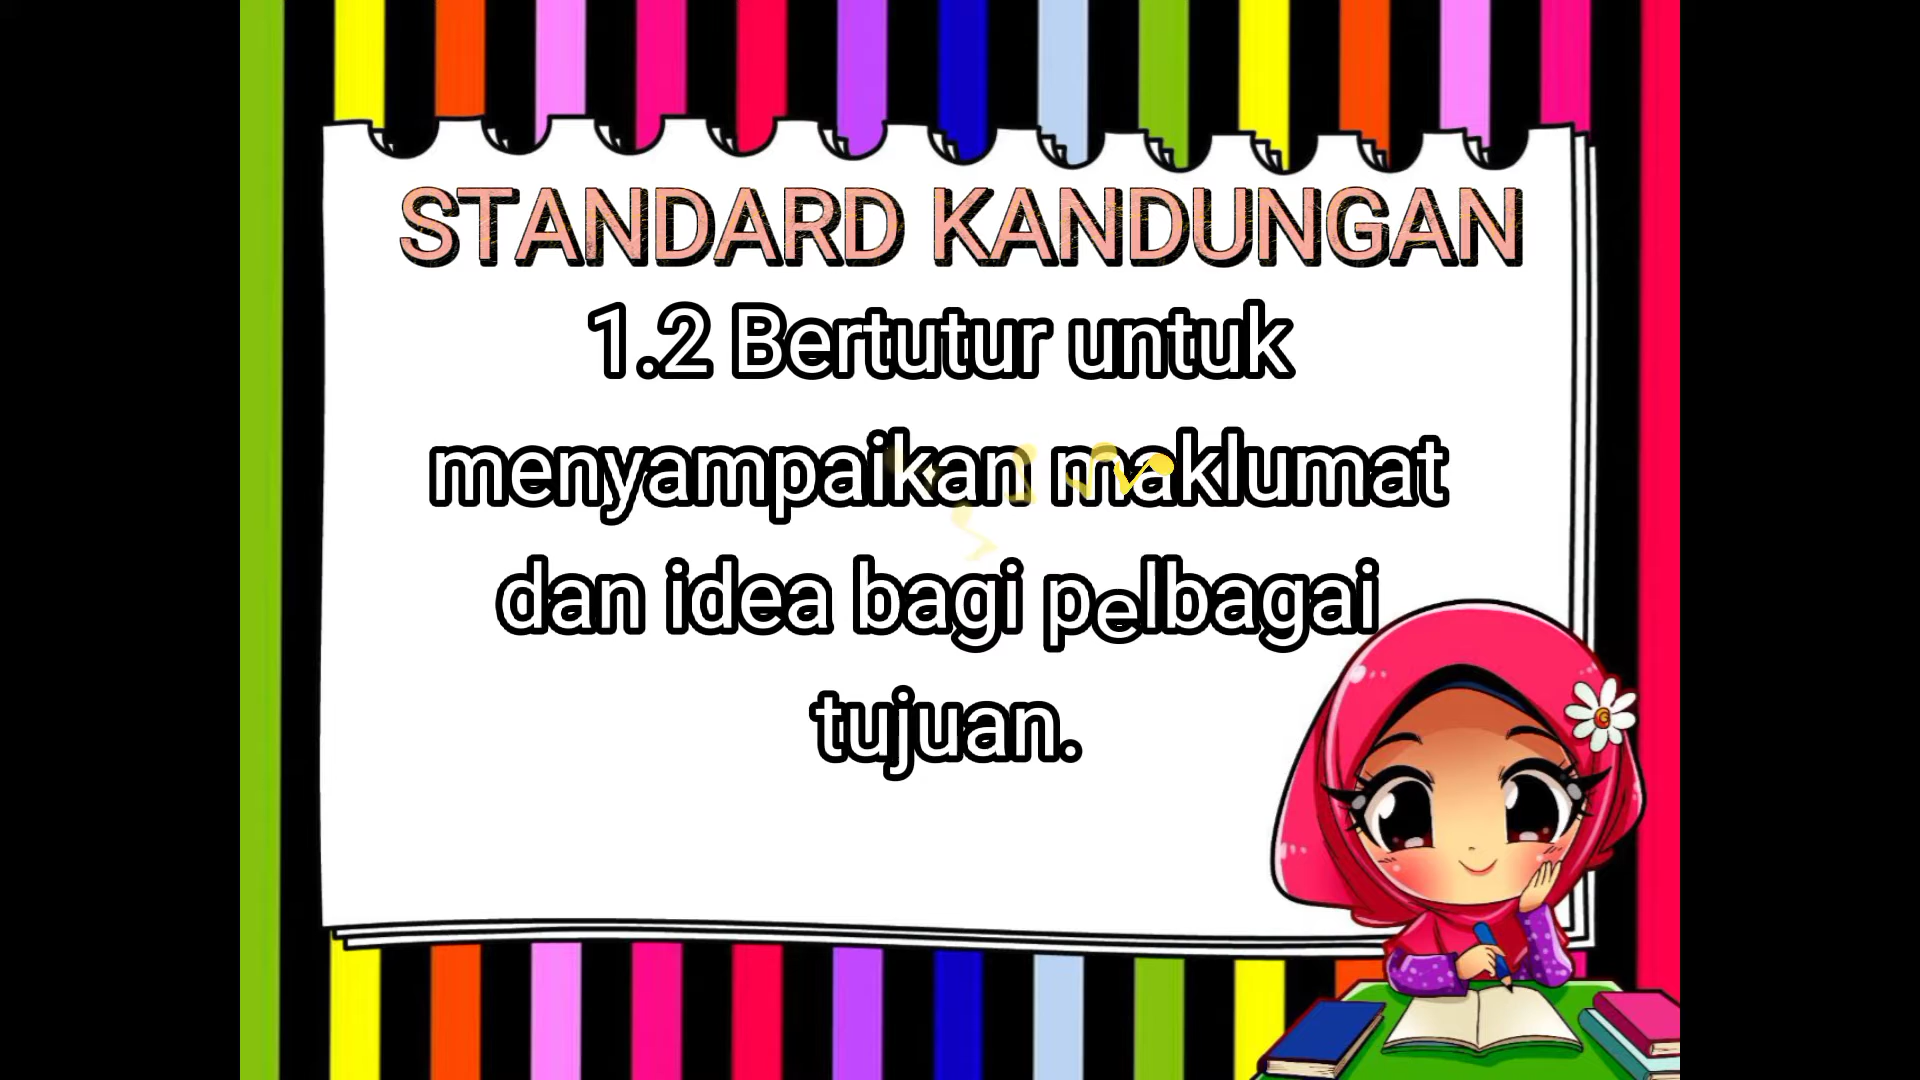 STANDARD KANDUNGAN
1.2 Bertutur untuk
menyampaikan maklumat
dan idea bagi pelbagai
tujuan.